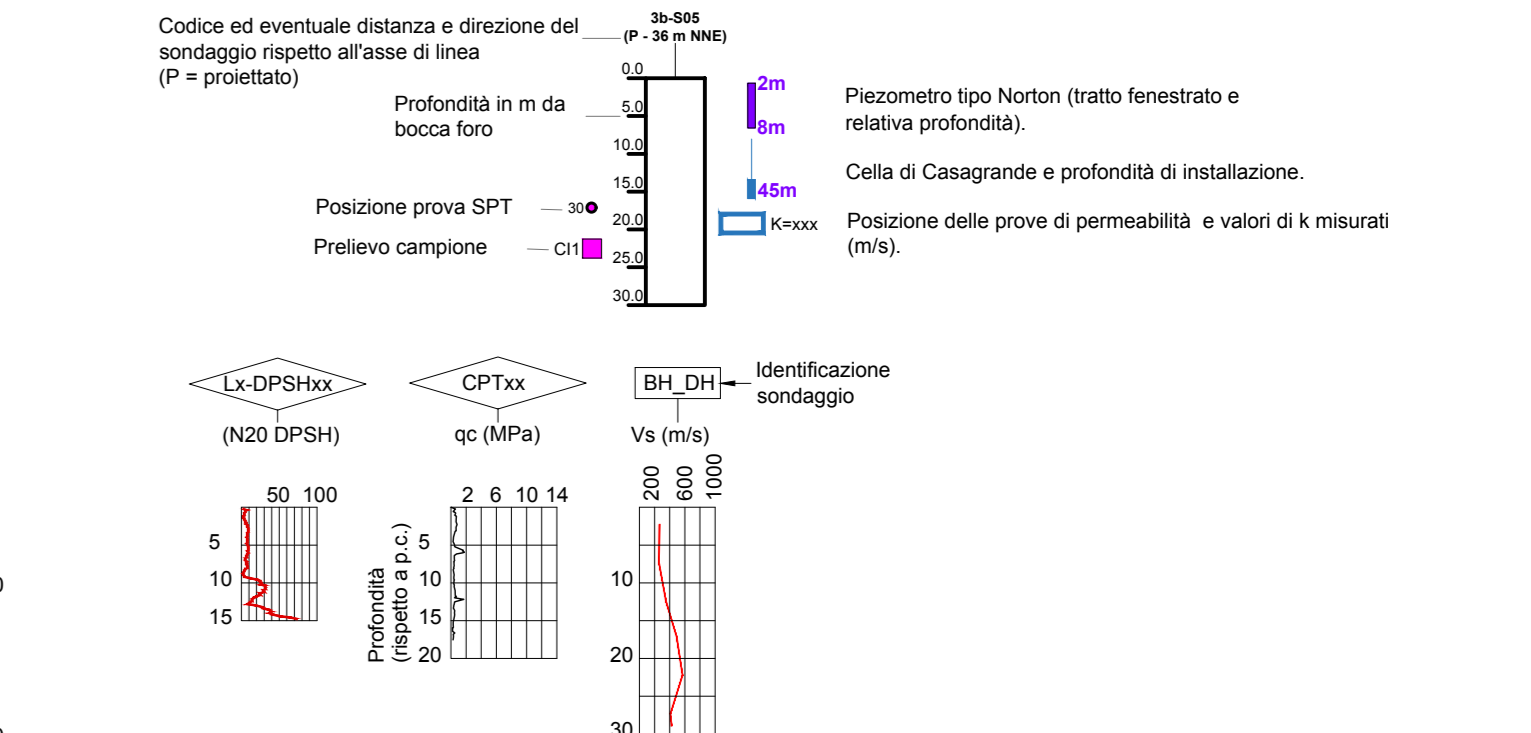 Codice ed eventuale distanza e direzione del
sondaggio rispetto all'asse di linea
(P = proiettato)
3b-S05
(P - 36 m NNE)
Profondità in m da
bocca foro
0.0
5.0
10.0
15.0
20.0
25.0
30.0
Posizione prova SPT
30
Prelievo campione
CI1
2m
8m
45m
K=xxx
Piezometro tipo Norton (tratto fenestrato e
relativa profondità).
Cella di Casagrande e profondità di installazione.
Posizione delle prove di permeabilità e valori di k misurati
(m/s).
Lx-DPSHxx
(N20 DPSH)
50 100
5
10
15
CPTxx
qc (MPa)
2 6 10 14
Profondità
(rispetto a p.c.)
5
10
15
20
BH_DH
Identificazione
sondaggio
Vs (m/s)
200
600
1000
10
20
30